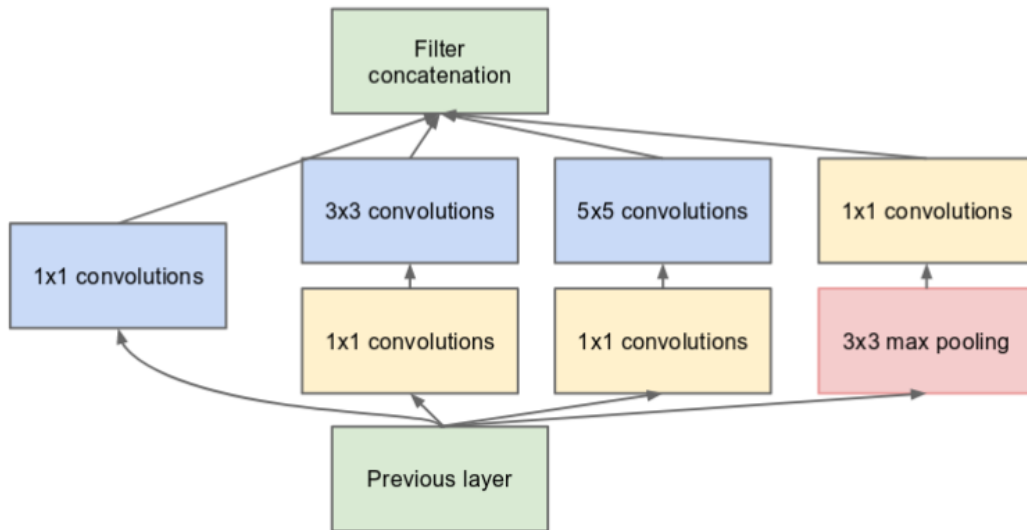 Filter
concatenation
3x3 convolutions
5x5 convolutions
1x1 convolutions
1x1 convolutions
1x1 convolutions
1x1 convolutions
3x3 max pooling
Previous layer